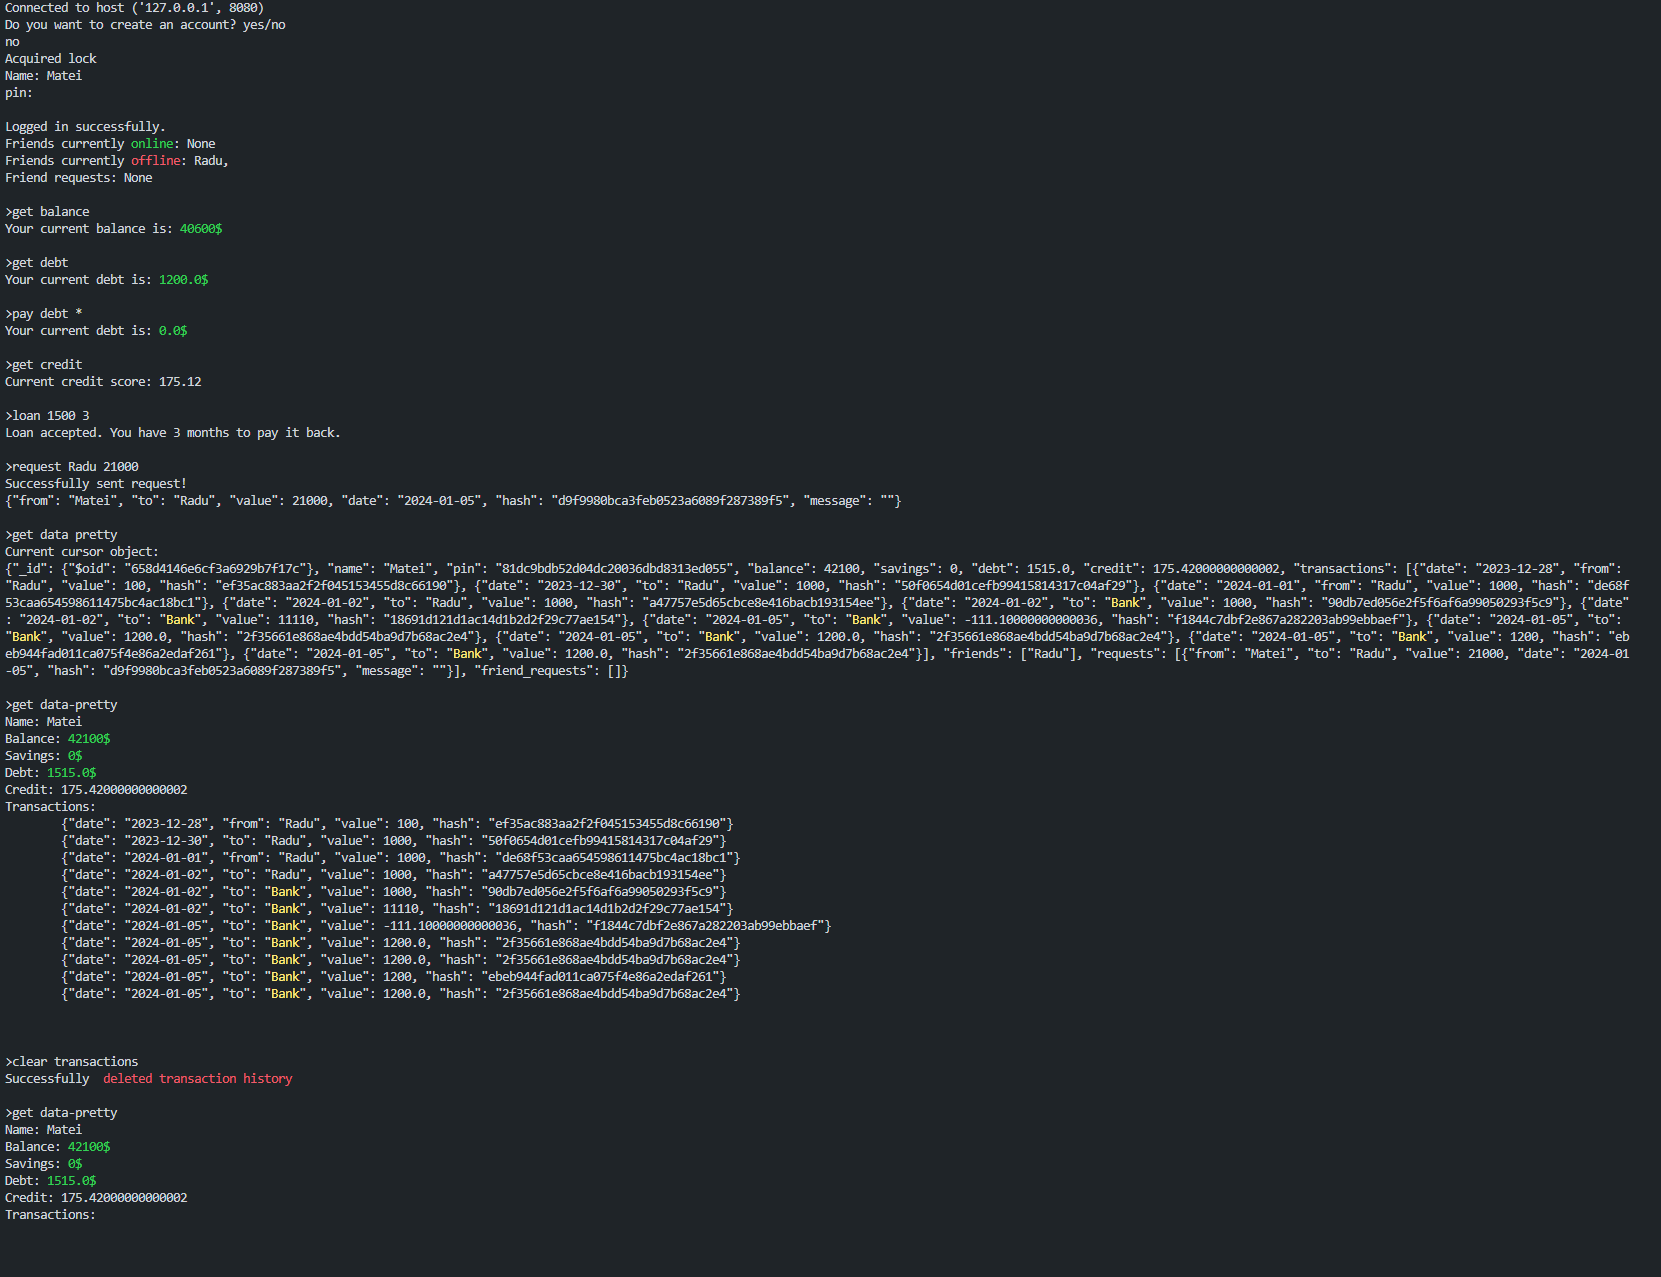 Connected to host ('127.0.0.1', 8080)
Do you want to create an account? yes/no
no
Acquired lock
Name: Matei
pin:
Logged in successfully.
Friends currently online: None
Friends currently offline: Radu,
Friend requests: None
>get balance
Your current balance is: 40600$
>get debt
Your current debt is: 1200.0$
>pay debt *
Your current debt is: 0.0$
>get credit
Current credit score: 175.12
>loan 1500 3
Loan accepted. You have 3 months to pay it back.
>request Radu 21000
Successfully sent request!
{"from": "Matei", "to": "Radu", "value": 21000, "date": "2024-01-05", "hash": "d9f9980bca3feb0523a6089f287389f5", "message": ""}
>get data pretty
Current cursor object:
{"_id": {"$oid": "658d4146e6cf3a6929b7f17c"}, "name": "Matei", "pin": "81dc9bdb52d04dc20036dbd8313ed055", "balance": 42100, "savings": 0, "debt": 1515.0, "credit": 175.42000000000002, "transactions": [{"date": "2023-12-28", "from":
"Radu", "value": 100, "hash": "ef35ac883aa2f2f045153455d8c66190"}, {"date": "2023-12-30", "to": "Radu", "value": 1000, "hash": "50f0654d01cefb99415814317c04af29"}, {"date": "2024-01-01", "from": "Radu", "value": 1000, "hash": "de68f
53caa654598611475bc4ac18bc1"}, {"date": "2024-01-02", "to": "Radu", "value": 1000, "hash": "a47757e5d65cbce8e416bacb193154ee"}, {"date": "2024-01-02", "to": "Bank", "value": 1000, "hash": "90db7ed056e2f5f6af6a99050293f5c9"}, {"date"
: "2024-01-02", "to": "Bank", "value": 11110, "hash": "18691d121d1ac14d1b2d2f29c77ae154"}, {"date": "2024-01-05", "to": "Bank", "value": -111.10000000000036, "hash": "f1844c7dbf2e867a282203ab99ebbaef"}, {"date": "2024-01-05", "to":
"Bank", "value": 1200.0, "hash": "2f35661e868ae4bdd54ba9d7b68ac2e4"}, {"date": "2024-01-05", "to": "Bank", "value": 1200.0, "hash": "2f35661e868ae4bdd54ba9d7b68ac2e4"}, {"date": "2024-01-05", "to": "Bank", "value": 1200, "hash": "eb
eb944fad011ca075f4e86a2edaf261"}, {"date": "2024-01-05", "to": "Bank", "value": 1200.0, "hash": "2f35661e868ae4bdd54ba9d7b68ac2e4"}], "friends": ["Radu"], "requests": [{"from": "Matei", "to": "Radu", "value": 21000, "date": "2024-01
-05", "hash": "d9f9980bca3feb0523a6089f287389f5", "message": ""}], "friend_requests": []}
>get data-pretty
Name: Matei
Balance: 42100$
Savings: 0$
Debt: 1515.0$
Credit: 175.42000000000002
Transactions:
{"date": "2023-12-28", "from": "Radu", "value": 100, "hash": "ef35ac883aa2f2f045153455d8c66190"}
{"date": "2023-12-30", "to": "Radu", "value": 1000, "hash": "50f0654d01cefb99415814317c04af29"}
{"date": "2024-01-01", "from": "Radu", "value": 1000, "hash": "de68f53caa654598611475bc4ac18bc1"}
{"date": "2024-01-02", "to": "Radu", "value": 1000, "hash": "a47757e5d65cbce8e416bacb193154ee"}
{"date": "2024-01-02", "to": "Bank", "value": 1000, "hash": "90db7ed056e2f5f6af6a99050293f5c9"}
{"date": "2024-01-02", "to": "Bank", "value": 11110, "hash": "18691d121d1ac14d1b2d2f29c77ae154"}
{"date": "2024-01-05", "to": "Bank", "value": -111.10000000000036, "hash": "f1844c7dbf2e867a282203ab99ebbaef"}
{"date": "2024-01-05", "to": "Bank", "value": 1200.0, "hash": "2f35661e868ae4bdd54ba9d7b68ac2e4"}
{"date": "2024-01-05", "to": "Bank", "value": 1200.0, "hash": "2f35661e868ae4bdd54ba9d7b68ac2e4"}
{"date": "2024-01-05", "to": "Bank", "value": 1200, "hash": "ebeb944fad011ca075f4e86a2edaf261"}
{"date": "2024-01-05", "to": "Bank", "value": 1200.0, "hash": "2f35661e868ae4bdd54ba9d7b68ac2e4"}
>clear transactions
Successfully  deleted transaction history
>get data-pretty
Name: Matei
Balance: 42100$
Savings: 0$
Debt: 1515.0$
Credit: 175.42000000000002
Transactions: